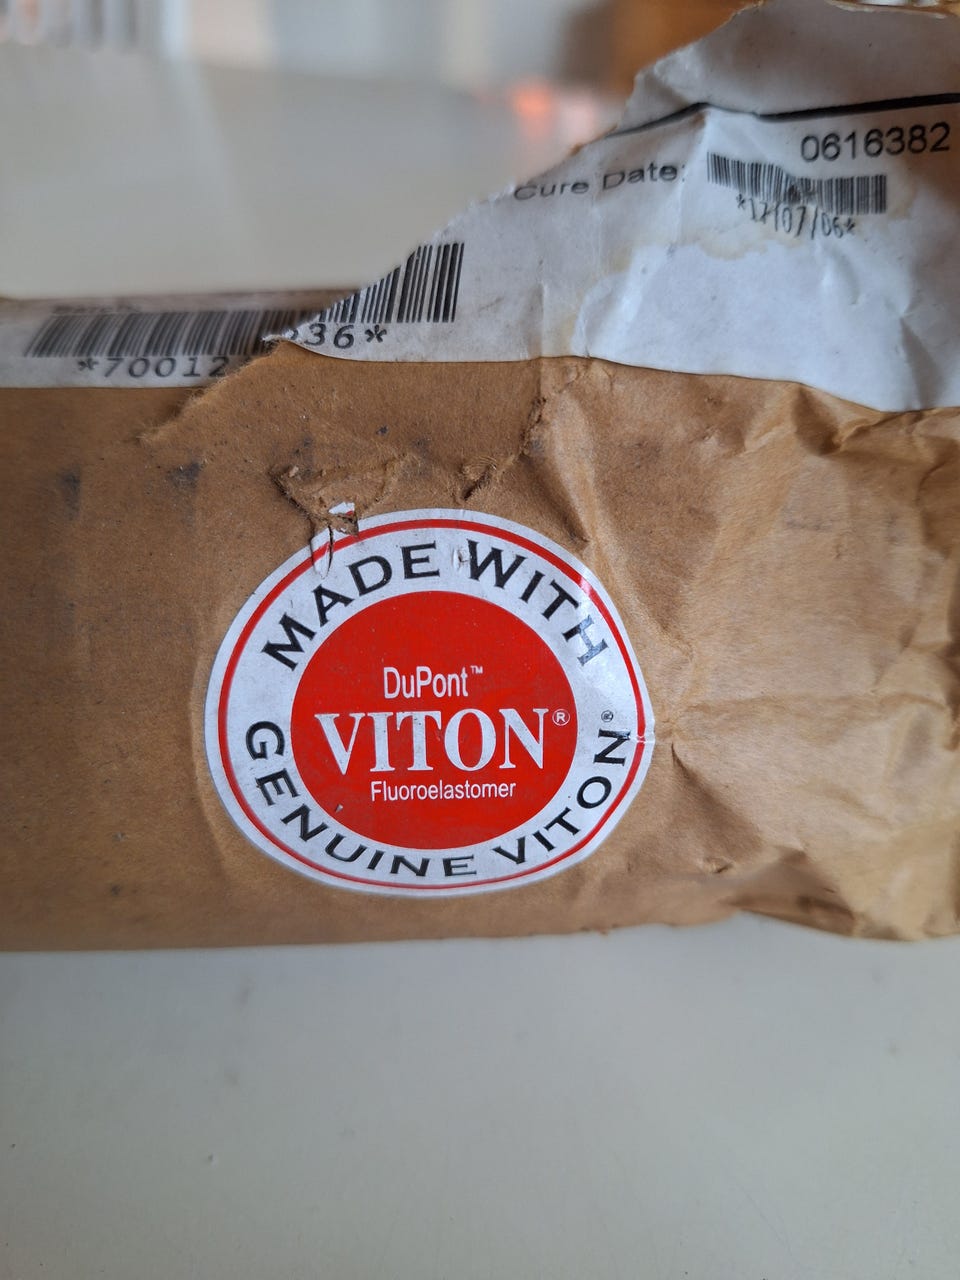 0616382
Cure Date:
*17/07/06*
*70012
36*
MADE WITH
DuPont™
VITON®
Fluoroelastomer
GENUINE VITON®